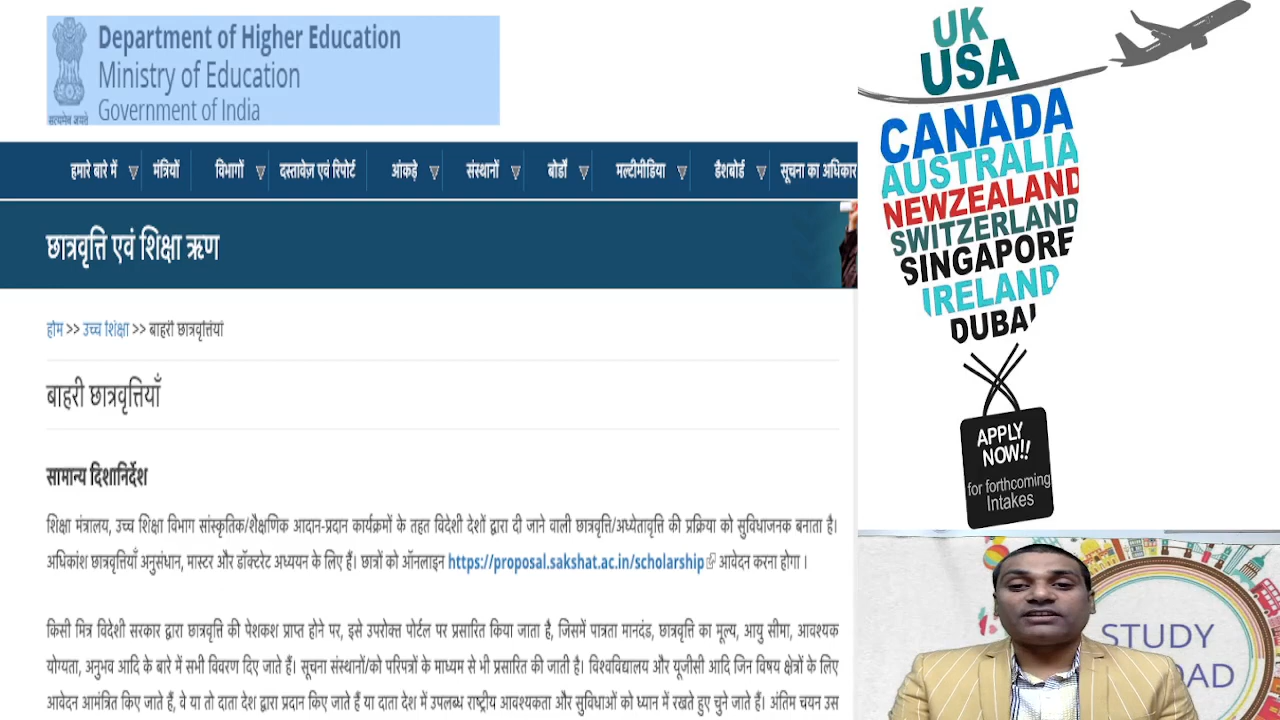 Department of Higher Education
Ministry of Education
Government of India
सत्यमेव जयते
हमारे बारे में
मंत्रियों
विभागों
दस्तावेज़ एवं रिपोर्ट
आंकड़े
संस्थानों
बोर्डों
मल्टीमीडिया
डैशबोर्ड
सूचना का अधिकार
छात्रवृत्ति एवं शिक्षा ऋण
होम >> उच्च शिक्षा >> बाहरी छात्रवृत्तियां
बाहरी छात्रवृत्तियाँ
सामान्य दिशानिर्देश
शिक्षा मंत्रालय, उच्च शिक्षा विभाग सांस्कृतिक/शैक्षणिक आदान-प्रदान कार्यक्रमों के तहत विदेशी देशों द्वारा दी जाने वाली छात्रवृत्ति/अध्येतावृत्ति की प्रक्रिया को सुविधाजनक बनाता है।
अधिकांश छात्रवृत्तियाँ अनुसंधान, मास्टर और डॉक्टरेट अध्ययन के लिए हैं। छात्रों को ऑनलाइन https://proposal.sakshat.ac.in/scholarship आवेदन करना होगा ।
किसी मित्र विदेशी सरकार द्वारा छात्रवृत्ति की पेशकश प्राप्त होने पर, इसे उपरोक्त पोर्टल पर प्रसारित किया जाता है, जिसमें पात्रता मानदंड, छात्रवृत्ति का मूल्य, आयु सीमा, आवश्यक
योग्यता, अनुभव आदि के बारे में सभी विवरण दिए जाते हैं। सूचना संस्थानों/को परिपत्रों के माध्यम से भी प्रसारित की जाती है। विश्वविद्यालय और यूजीसी आदि जिन विषय क्षेत्रों के लिए
आवेदन आमंत्रित किए जाते हैं, वे या तो दाता देश द्वारा प्रदान किए जाते हैं या दाता देश में उपलब्ध राष्ट्रीय आवश्यकता और सुविधाओं को ध्यान में रखते हुए चुने जाते हैं। अंतिम चयन उस
UK
USA
CANADA
AUSTRALIA
NEWZEALAND
SWITZERLAND
SINGAPORE
IRELAND
DUBAI
APPLY
NOW!!
for forthcoming
Intakes
STUDY
OAD